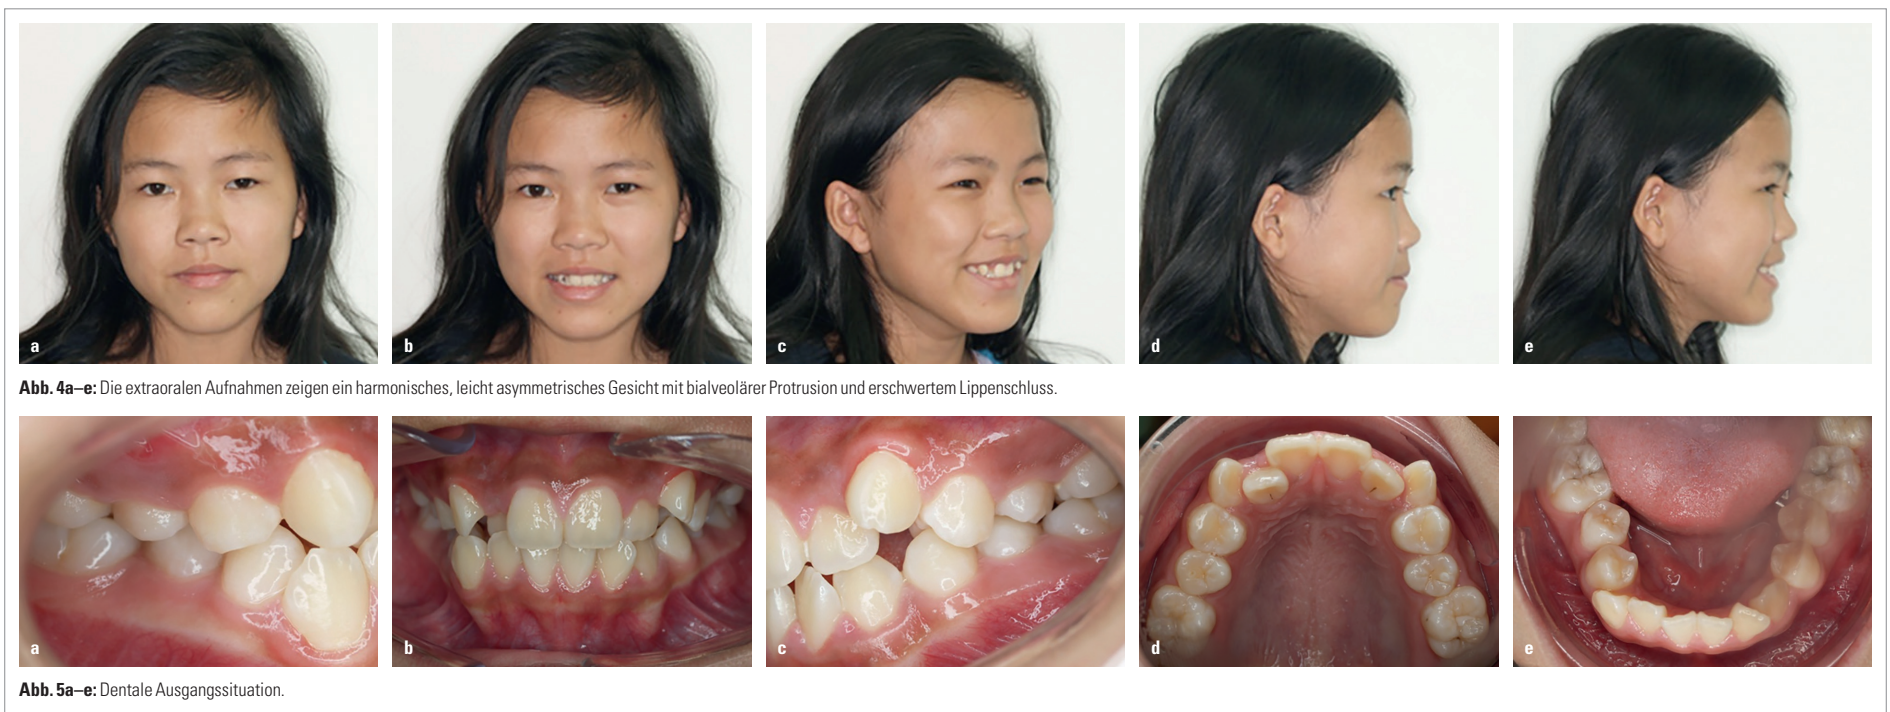 a
b
c
d
e
Abb. 4a–e: Die extraoralen Aufnahmen zeigen ein harmonisches, leicht asymmetrisches Gesicht mit bialveolärer Protrusion und erschwertem Lippenschluss.
a
b
c
d
e
Abb. 5a–e: Dentale Ausgangssituation.